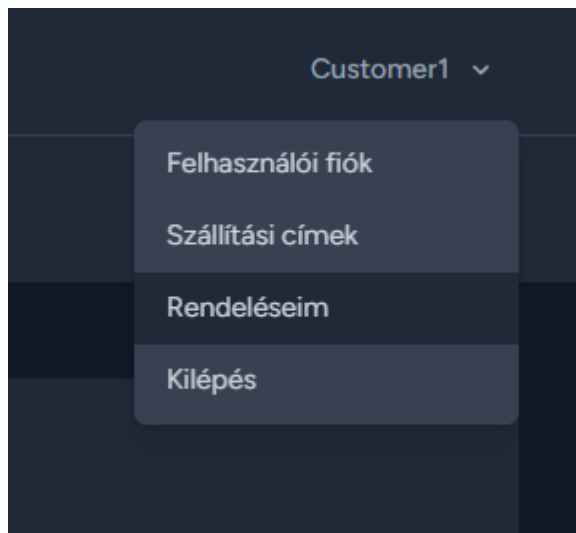 Customer1
Felhasználói fiók
Szállítási címek
Rendeléseim
Kilépés